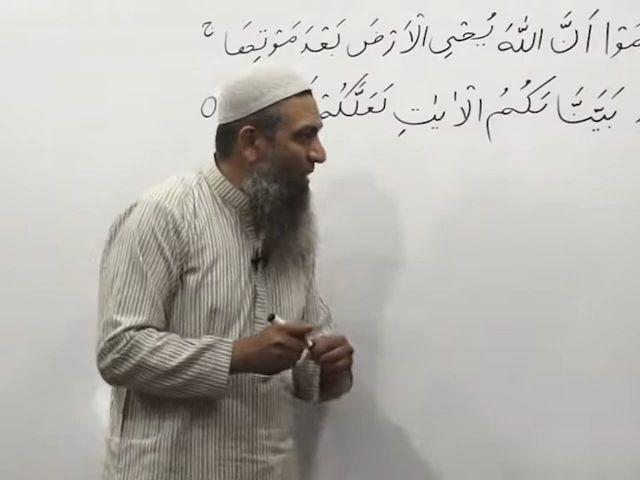 اَنَّ اللّٰهَ يُحْيِ الْاَرْضَ بَعْدَ مَوْتِهَا
بَيَّنَّا لَكُمُ الْاٰيٰتِ لَعَلَّكُمْ